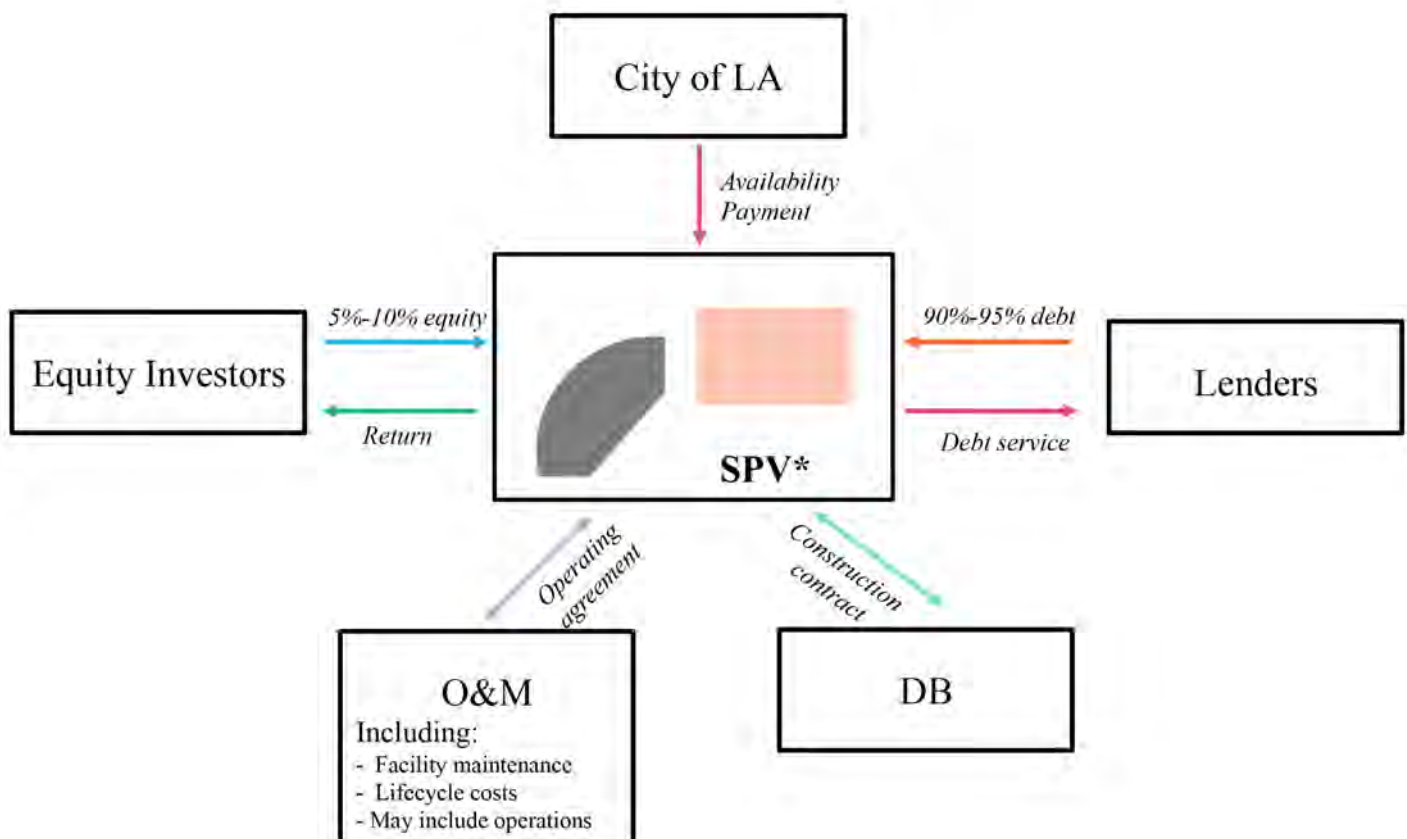 City of LA
Availability
Payment
5%-10% equity
90%-95% debt
Equity Investors
Lenders
Return
Debt service
SPV*
Operating
agreement
Construction
contract
O&M
Including:
- Facility maintenance
- Lifecycle costs
- May include operations
DB